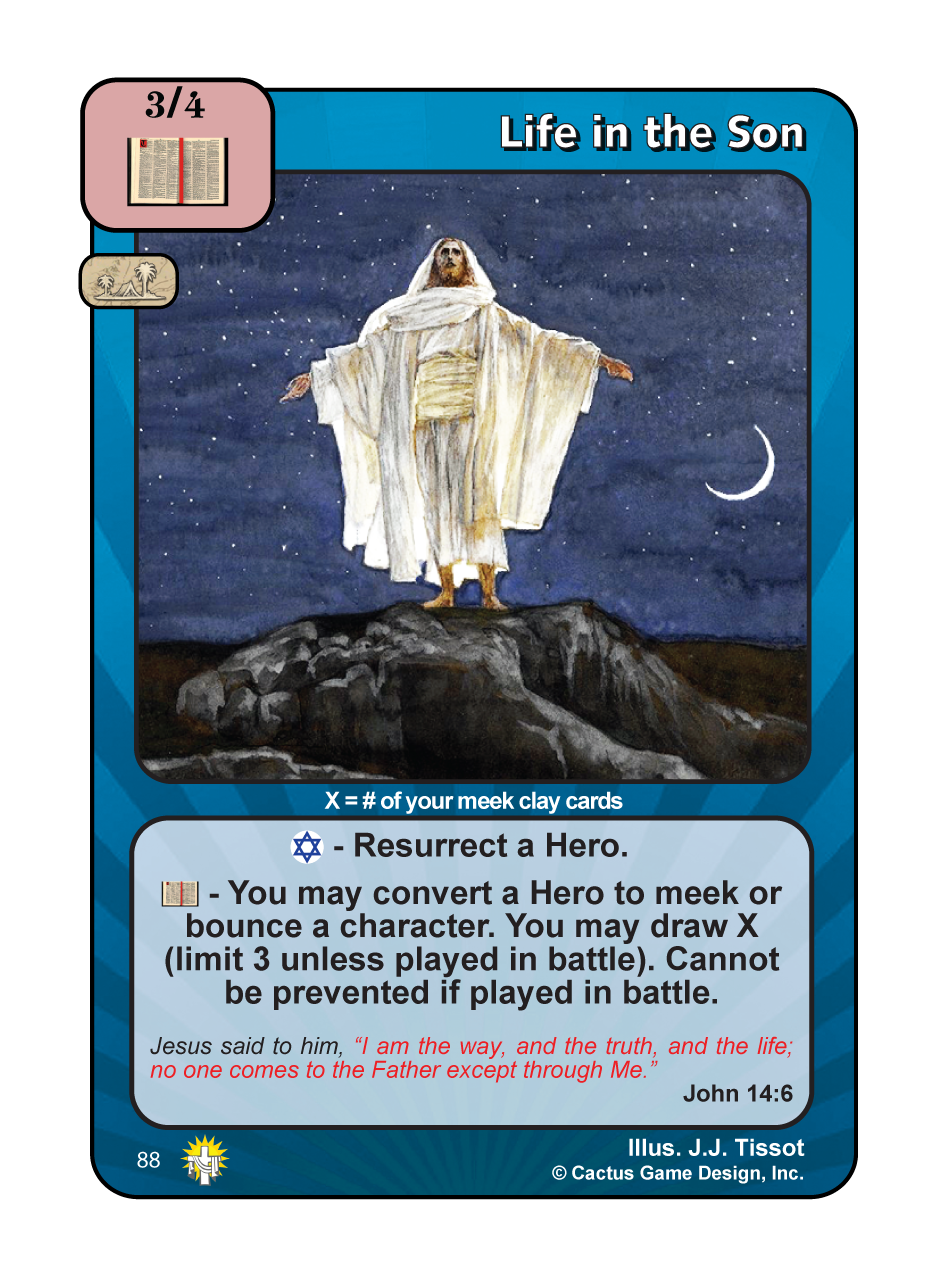 3/4
Life in the Son
X = # of your meek clay cards
- Resurrect a Hero.
- You may convert a Hero to meek or
bounce a character. You may draw X
(limit 3 unless played in battle). Cannot
be prevented if played in battle.
Jesus said to him, “I am the way, and the truth, and the life;
no one comes to the Father except through Me.”
John 14:6
88
Illus. J.J. Tissot
© Cactus Game Design, Inc.